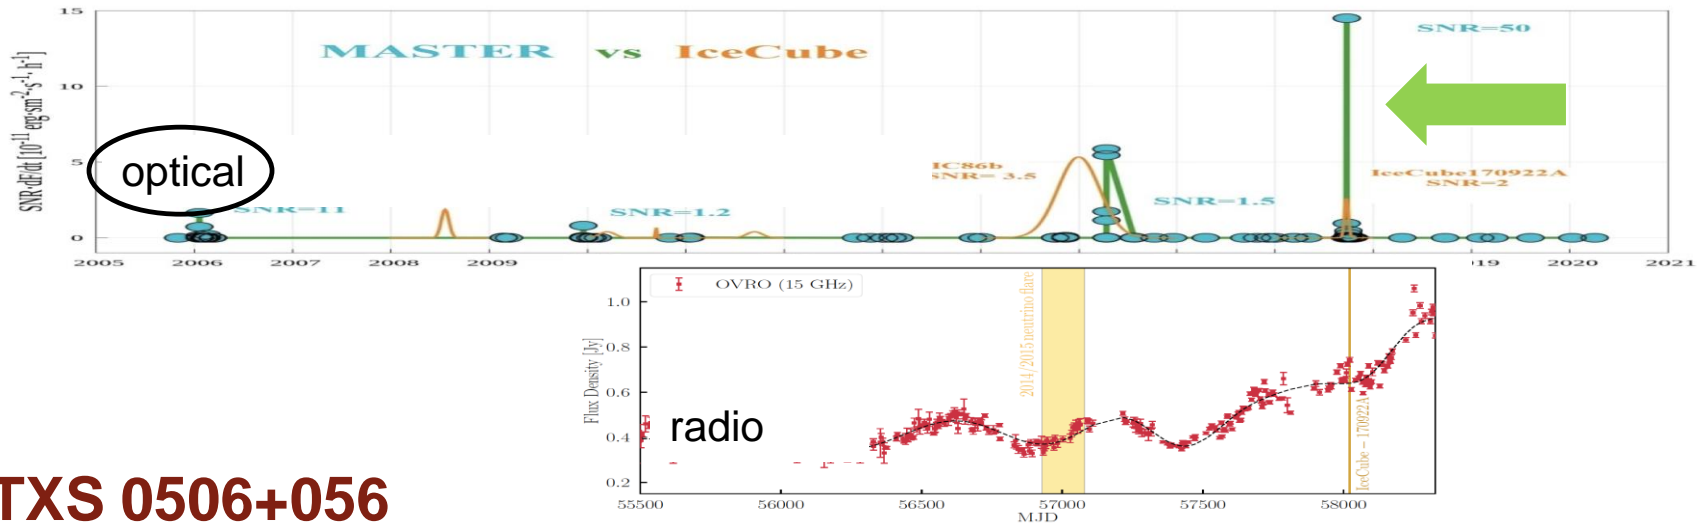 15
MASTER vs IceCube
SNR=50
10
SNR·dF/dt [10⁻¹¹ erg·sm⁻²·s⁻¹·h⁻¹]
optical
5
IC86b
SNR= 3.5
IceCube170922A
SNR=2
SNR=11
SNR=1.2
SNR=1.5
0
2005 2006 2007 2008 2009 19 2020 2021
OVRO (15 GHz)
1.0
0.8
0.6
0.4
0.2
Flux Density [Jy]
2014/2015 neutrino flare
IceCube − 170922A
radio
55500 56000 56500 57000 57500 58000
MJD
TXS 0506+056